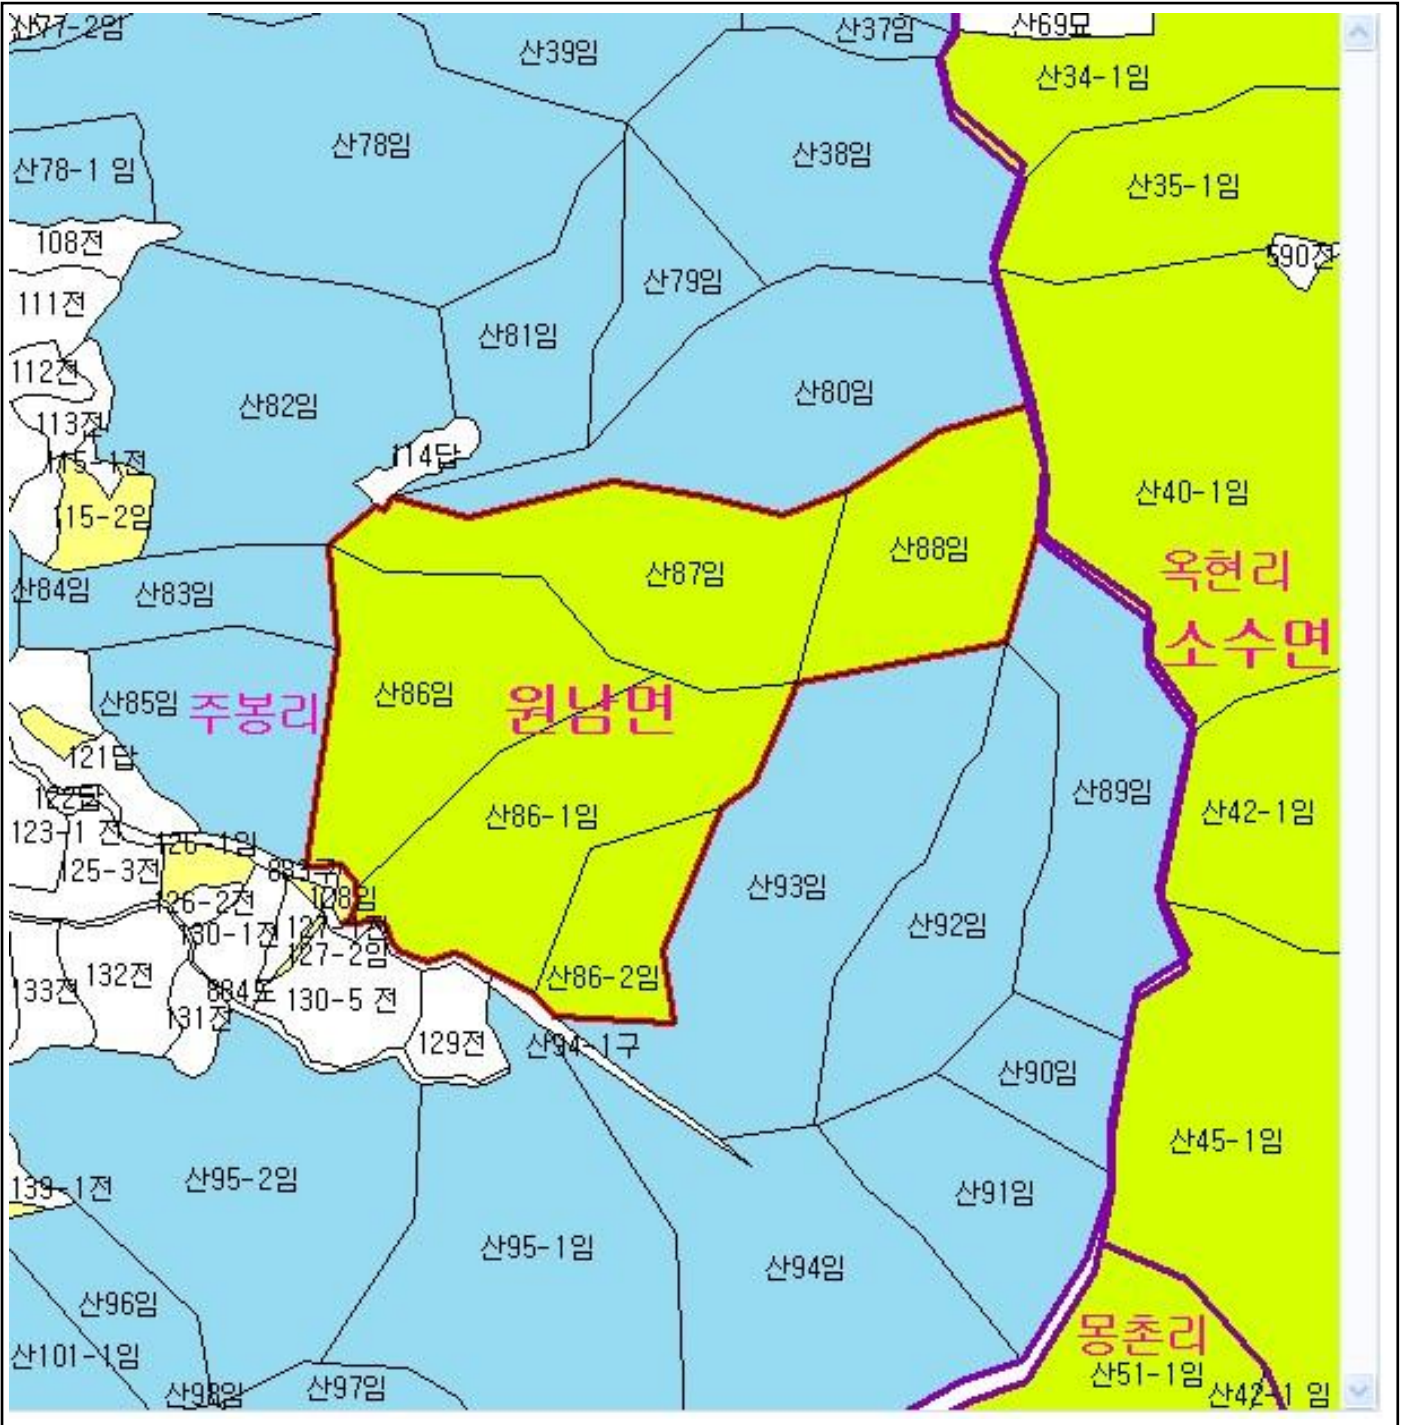 산77-2임
산39임
산37임
산69묘
산34-1임
산78임
산38임
산78-1 임
산35-1임
108전
590전
산79임
111전
산81임
112전
산80임
산82임
113전
114답
115-1전
산40-1임
115-2임
산88임
산87임
옥현리
산84임
산83임
소수면
산86임
산85임
주봉리
원남면
121답
산89임
122답
산86-1임
산42-1임
123-1 전
126-1임
125-3전
883구
산93임
128임
126-2전
127-1전
산92임
130-1전
127-2임
132전
산86-2임
133전
884도
130-5 전
131전
129전
산94-1구
산90임
산45-1임
산95-2임
139-1전
산91임
산95-1임
산94임
산96임
몽촌리
산101-1임
산51-1임
산98임
산97임
산42-1 임